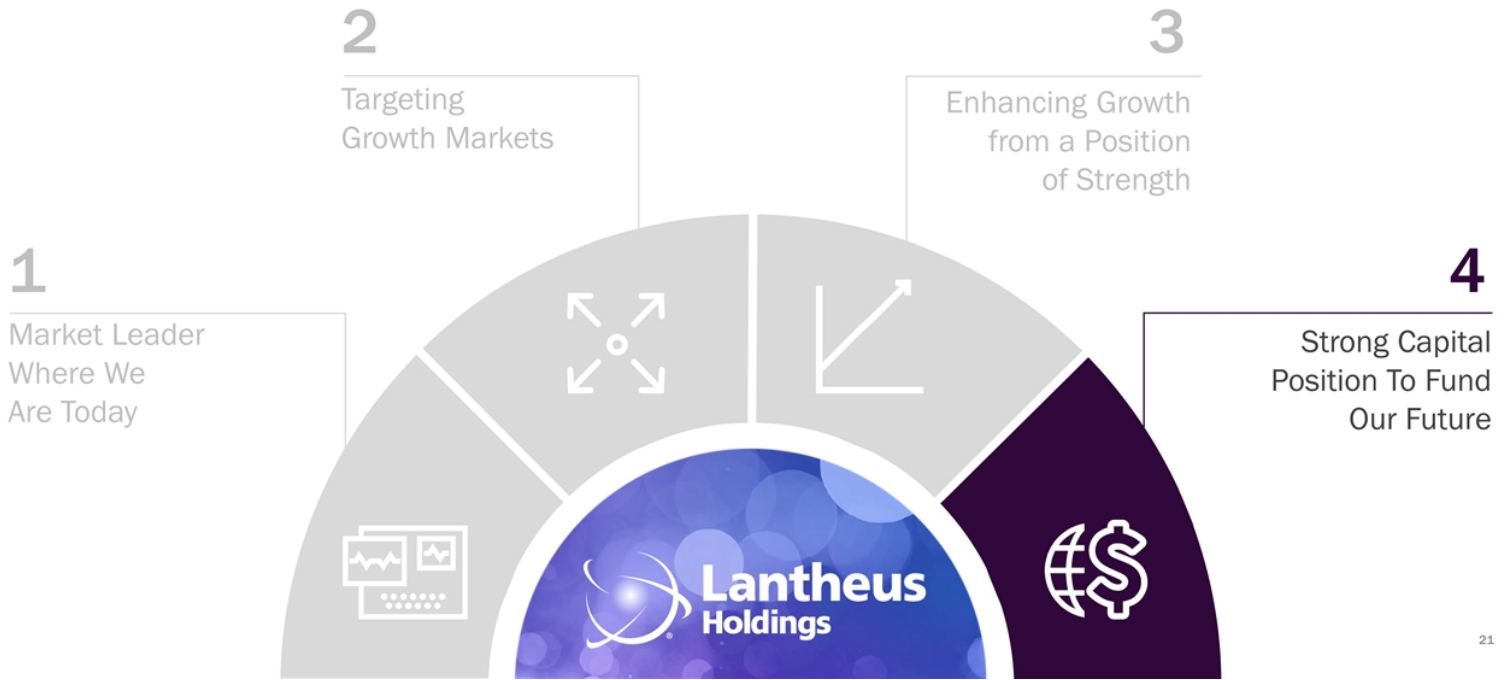 1
Market Leader
Where We
Are Today
2
Targeting
Growth Markets
3
Enhancing Growth
from a Position
of Strength
4
Strong Capital
Position To Fund
Our Future
Lantheus
Holdings
®
21